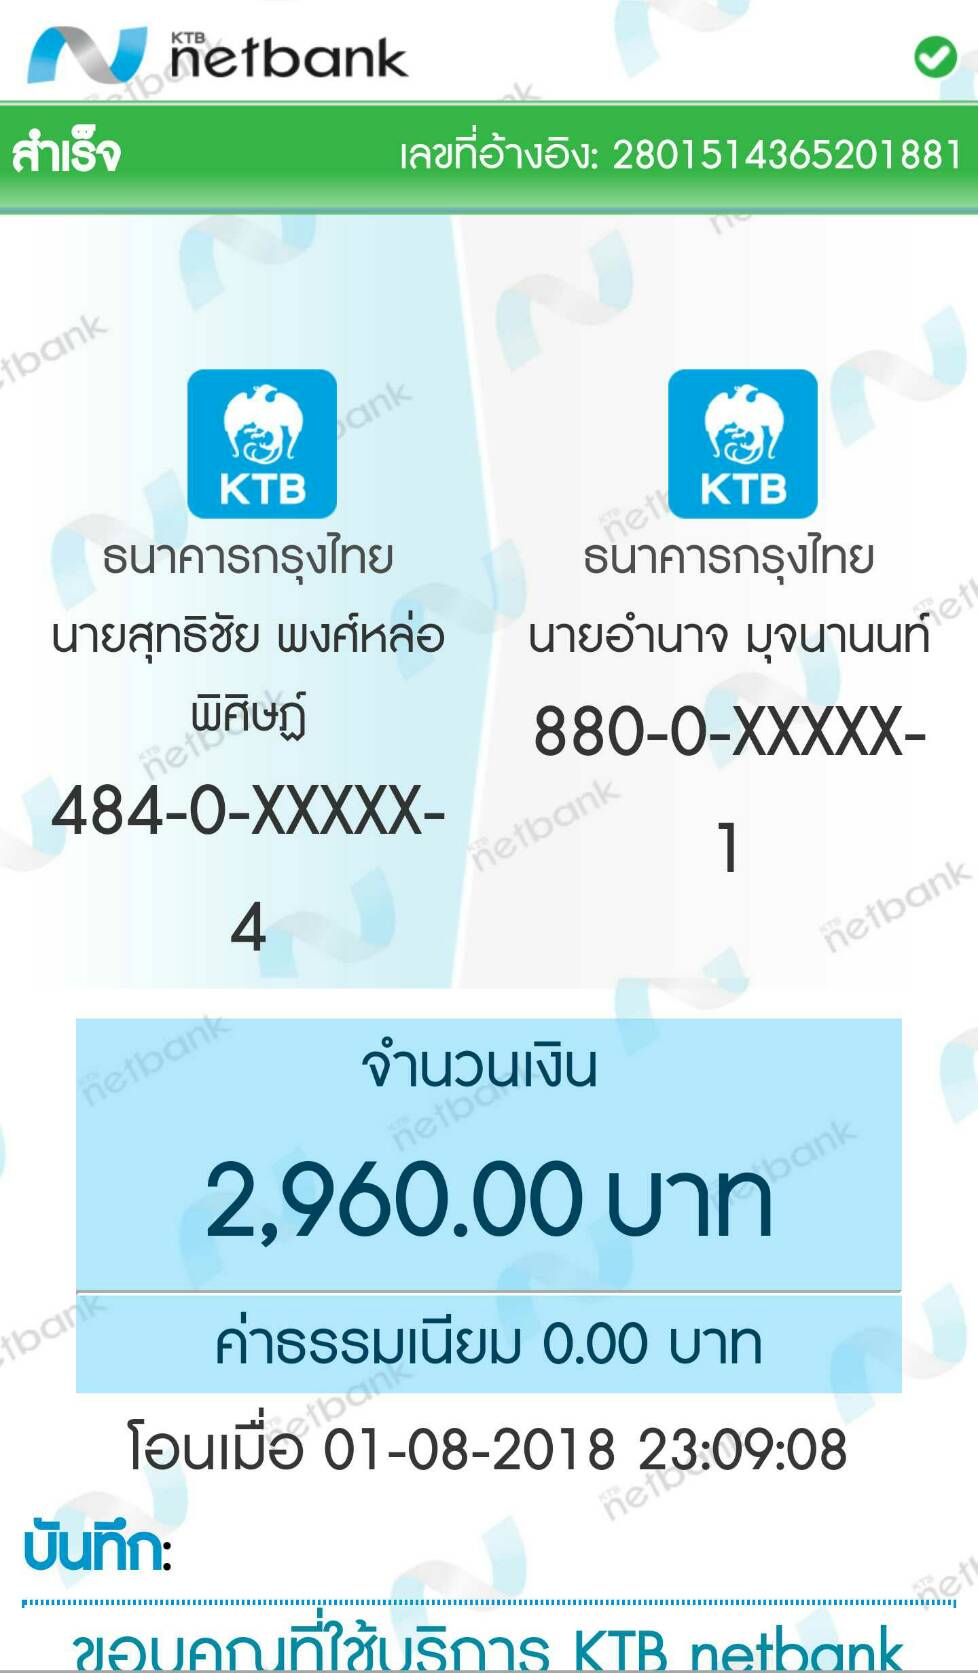 KTB
netbank
สำเร็จ
เลขที่อ้างอิง: 2801514365201881
KTB
ธนาคารกรุงไทย
นายสุทธิชัย พงศ์หล่อ
พิศิษฏ์
484-0-XXXXX-
4
KTB
ธนาคารกรุงไทย
นายอำนาจ มุจนานนท์
880-0-XXXXX-
1
จำนวนเงิน
2,960.00 บาท
ค่าธรรมเนียม 0.00 บาท
โอนเมื่อ 01-08-2018 23:09:08
บันทึก:
ขอบคุณที่ใช้บริการ KTB netbank